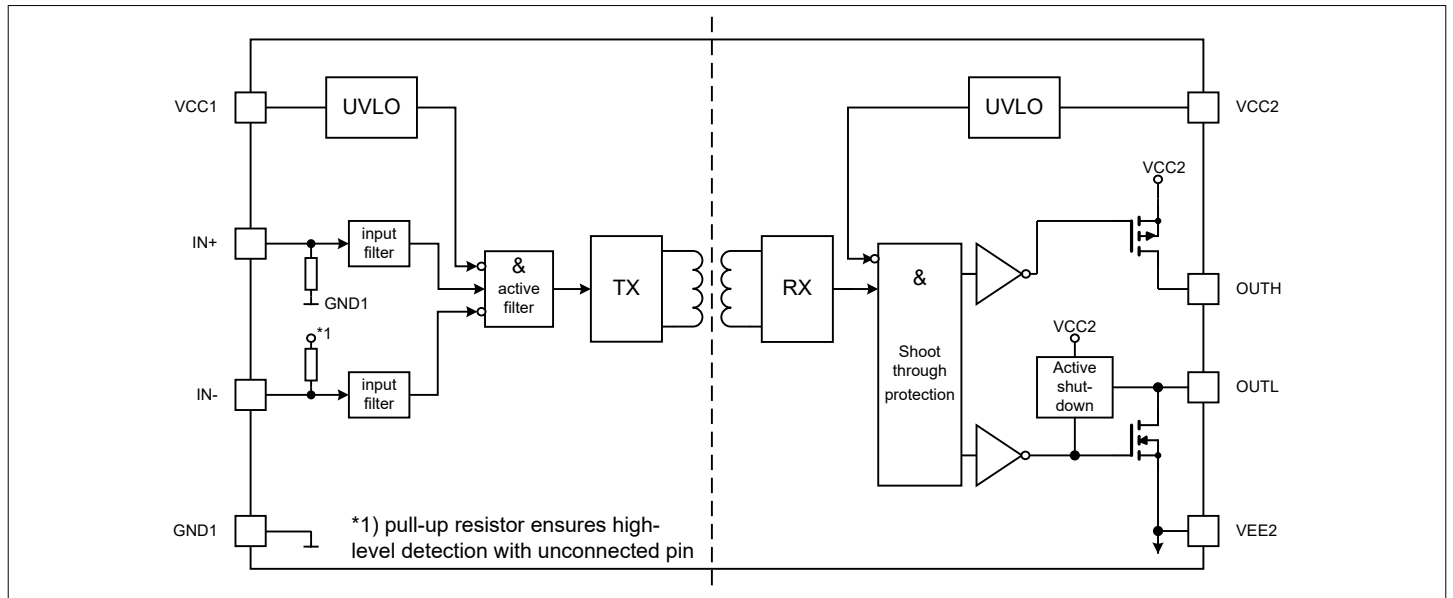 VCC1
UVLO
UVLO
VCC2
VCC2
IN+
input
filter
GND1
&
active
filter
TX
RX
&
Shoot
through
protection
OUTH
*1
IN-
input
filter
VCC2
Active
shut-
down
OUTL
GND1
*1) pull-up resistor ensures high-
level detection with unconnected pin
VEE2